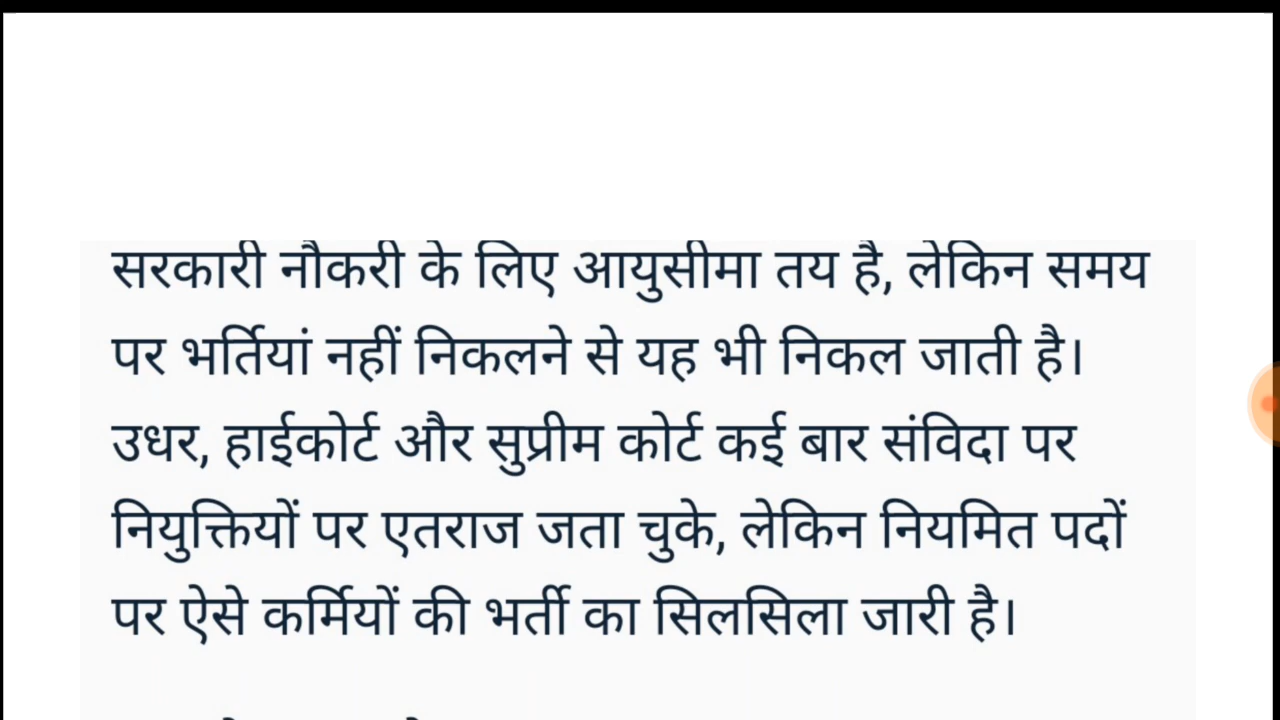 सरकारी नौकरी के लिए आयुसीमा तय है, लेकिन समय
पर भर्तियां नहीं निकलने से यह भी निकल जाती है।
उधर, हाईकोर्ट और सुप्रीम कोर्ट कई बार संविदा पर
नियुक्तियों पर एतराज जता चुके, लेकिन नियमित पदों
पर ऐसे कर्मियों की भर्ती का सिलसिला जारी है।